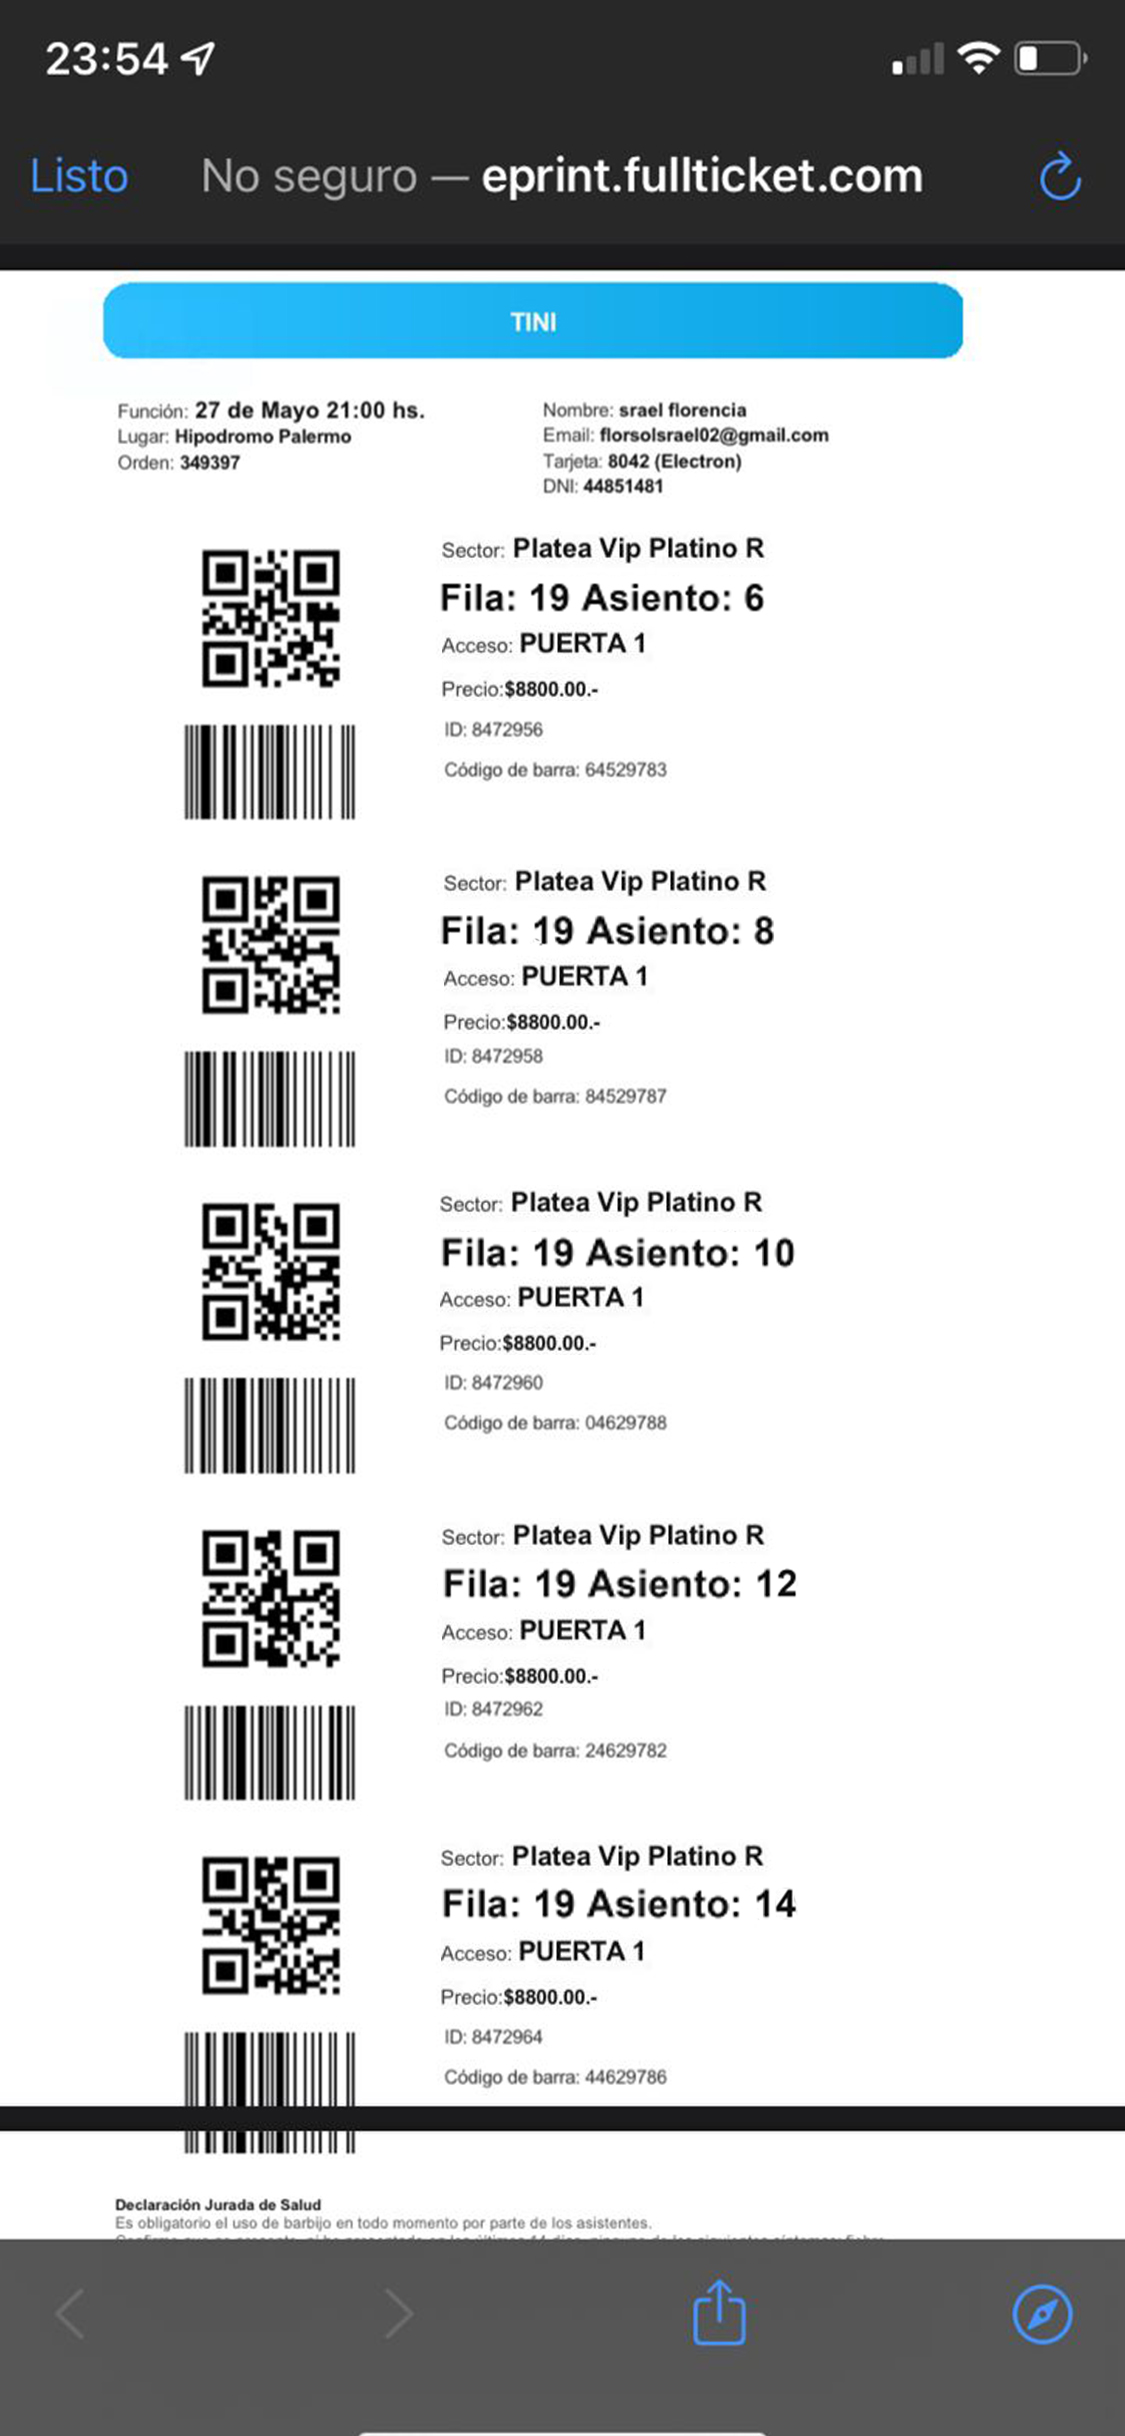 23:54
Listo No seguro — eprint.fullticket.com
TINI
Función: 27 de Mayo 21:00 hs.
Lugar: Hipodromo Palermo
Orden: 349397
Nombre: srael florencia
Email: florsolsrael02@gmail.com
Tarjeta: 8042 (Electron)
DNI: 44851481
Sector: Platea Vip Platino R
Fila: 19 Asiento: 6
Acceso: PUERTA 1
Precio:$8800.00.-
ID: 8472956
Código de barra: 64529783
Sector: Platea Vip Platino R
Fila: 19 Asiento: 8
Acceso: PUERTA 1
Precio:$8800.00.-
ID: 8472958
Código de barra: 84529787
Sector: Platea Vip Platino R
Fila: 19 Asiento: 10
Acceso: PUERTA 1
Precio:$8800.00.-
ID: 8472960
Código de barra: 04629788
Sector: Platea Vip Platino R
Fila: 19 Asiento: 12
Acceso: PUERTA 1
Precio:$8800.00.-
ID: 8472962
Código de barra: 24629782
Sector: Platea Vip Platino R
Fila: 19 Asiento: 14
Acceso: PUERTA 1
Precio:$8800.00.-
ID: 8472964
Código de barra: 44629786
Declaración Jurada de Salud
Es obligatorio el uso de barbijo en todo momento por parte de los asistentes.